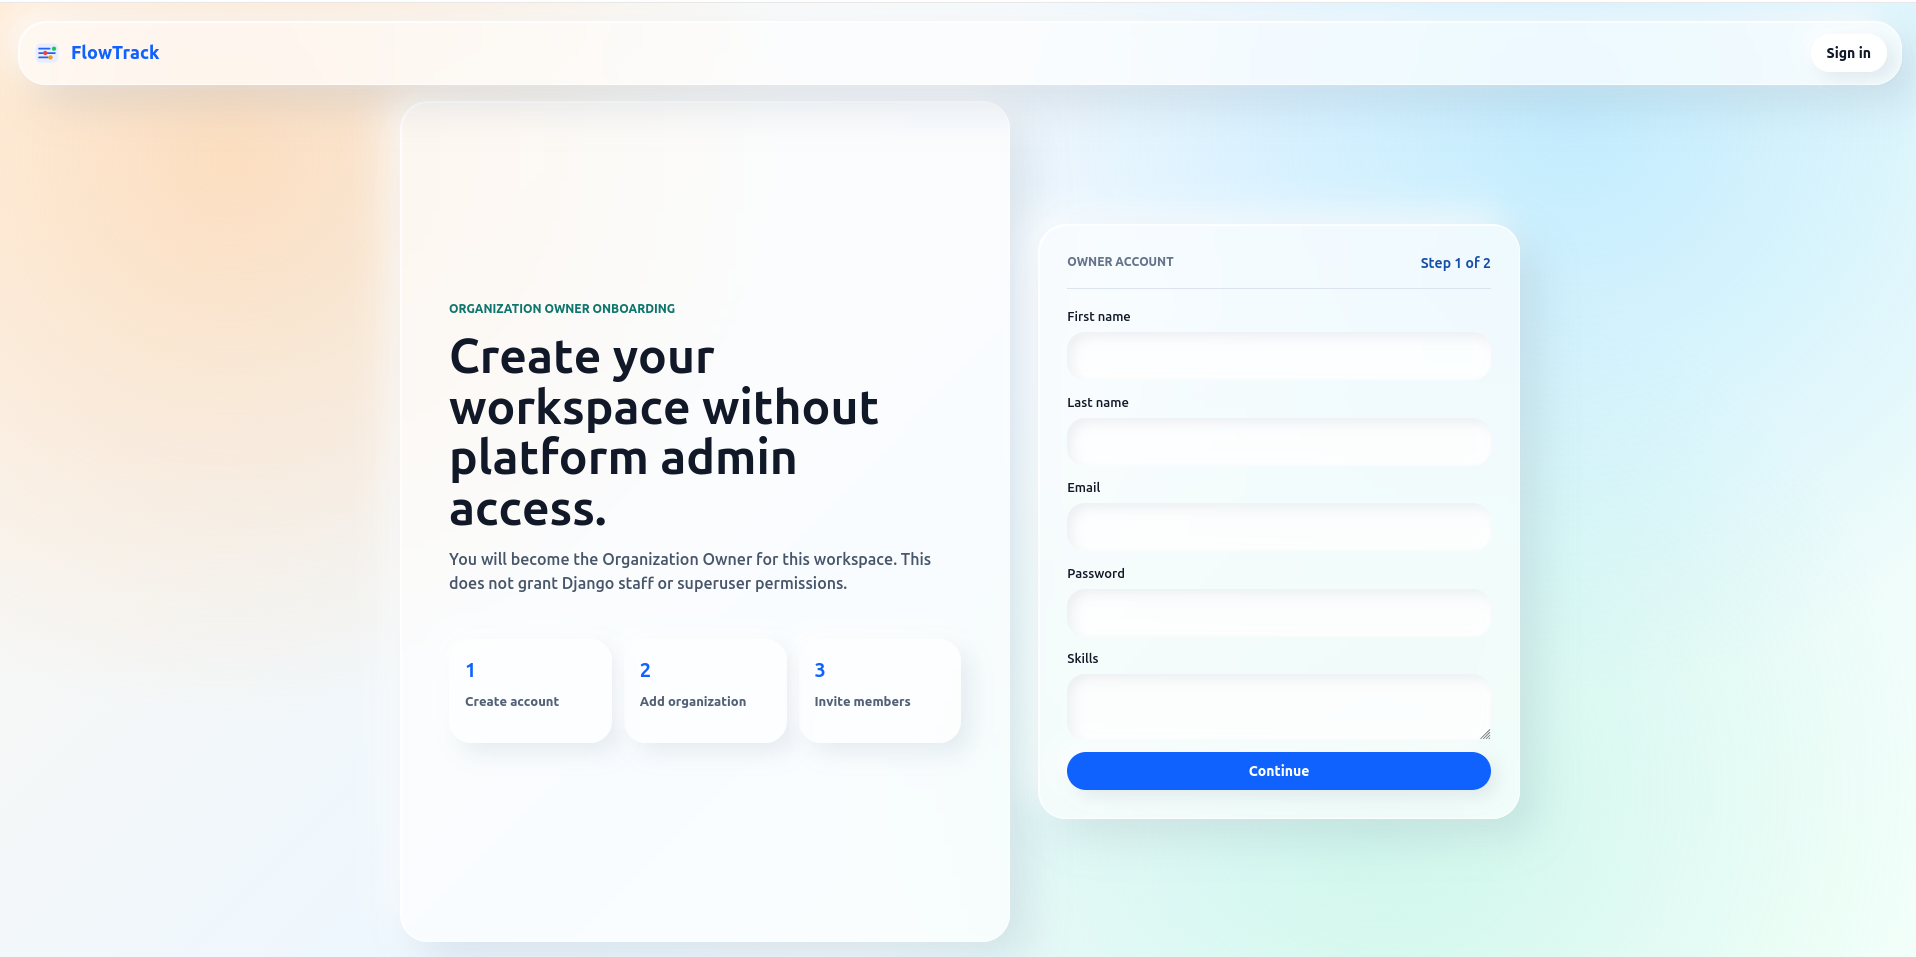 FlowTrack
Sign in
ORGANIZATION OWNER ONBOARDING
Create your
workspace without
platform admin
access.
You will become the Organization Owner for this workspace. This
does not grant Django staff or superuser permissions.
1
Create account
2
Add organization
3
Invite members
OWNER ACCOUNT
Step 1 of 2
First name
Last name
Email
Password
Skills
Continue